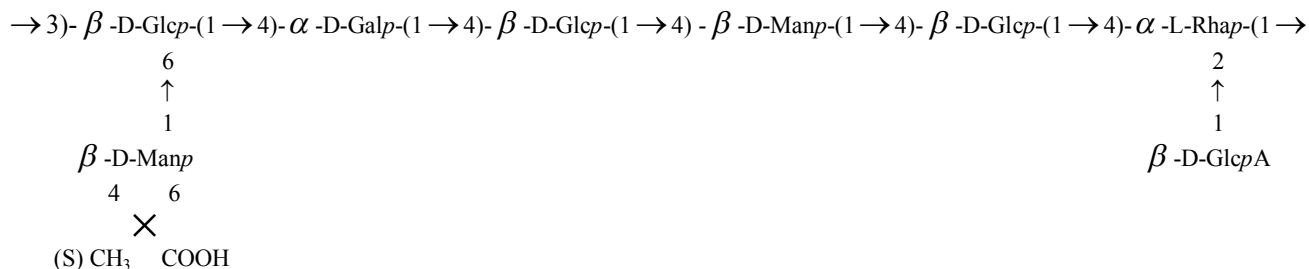 → 3)- β -D-Glcp-(1 → 4)- α -D-Galp-(1 → 4)- β -D-Glcp-(1 → 4) - β -D-Manp-(1 → 4)- β -D-Glcp-(1 → 4)- α -L-Rhap-(1 →
6 2
↑ ↑
1 1
β -D-Manp β -D-GlcpA
4 6
(S) CH₃ COOH